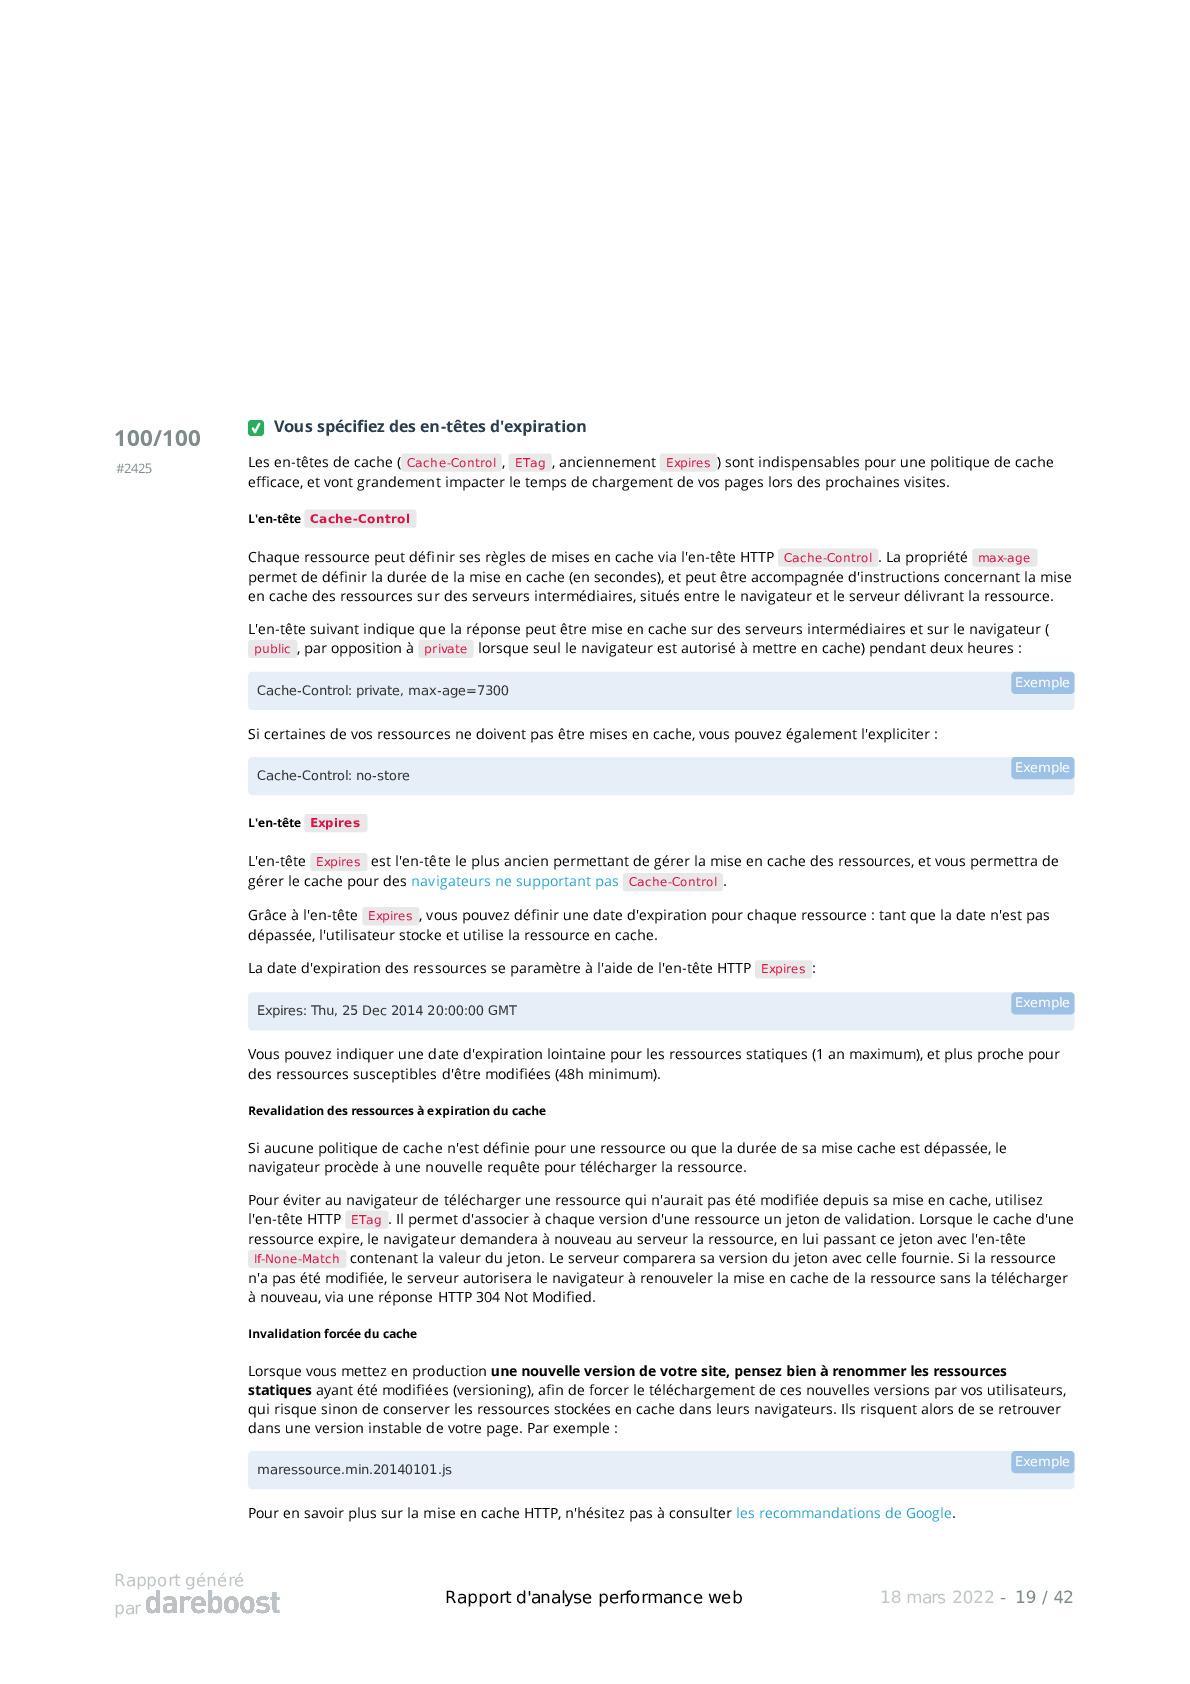 100/100
#2425
Vous spécifiez des en-têtes d'expiration
Les en-têtes de cache ( Cache-Control , ETag , anciennement Expires ) sont indispensables pour une politique de cache
efficace, et vont grandement impacter le temps de chargement de vos pages lors des prochaines visites.
L'en-tête Cache-Control
Chaque ressource peut définir ses règles de mises en cache via l'en-tête HTTP Cache-Control . La propriété max-age
permet de définir la durée de la mise en cache (en secondes), et peut être accompagnée d'instructions concernant la mise
en cache des ressources sur des serveurs intermédiaires, situés entre le navigateur et le serveur délivrant la ressource.
L'en-tête suivant indique que la réponse peut être mise en cache sur des serveurs intermédiaires et sur le navigateur (
public , par opposition à private lorsque seul le navigateur est autorisé à mettre en cache) pendant deux heures :
Exemple
Cache-Control: private, max-age=7300
Si certaines de vos ressources ne doivent pas être mises en cache, vous pouvez également l'expliciter :
Exemple
Cache-Control: no-store
L'en-tête Expires
L'en-tête Expires est l'en-tête le plus ancien permettant de gérer la mise en cache des ressources, et vous permettra de
gérer le cache pour des navigateurs ne supportant pas Cache-Control .
Grâce à l'en-tête Expires , vous pouvez définir une date d'expiration pour chaque ressource : tant que la date n'est pas
dépassée, l'utilisateur stocke et utilise la ressource en cache.
La date d'expiration des ressources se paramètre à l'aide de l'en-tête HTTP Expires :
Exemple
Expires: Thu, 25 Dec 2014 20:00:00 GMT
Vous pouvez indiquer une date d'expiration lointaine pour les ressources statiques (1 an maximum), et plus proche pour
des ressources susceptibles d'être modifiées (48h minimum).
Revalidation des ressources à expiration du cache
Si aucune politique de cache n'est définie pour une ressource ou que la durée de sa mise cache est dépassée, le
navigateur procède à une nouvelle requête pour télécharger la ressource.
Pour éviter au navigateur de télécharger une ressource qui n'aurait pas été modifiée depuis sa mise en cache, utilisez
l'en-tête HTTP ETag . Il permet d'associer à chaque version d'une ressource un jeton de validation. Lorsque le cache d'une
ressource expire, le navigateur demandera à nouveau au serveur la ressource, en lui passant ce jeton avec l'en-tête
If-None-Match contenant la valeur du jeton. Le serveur comparera sa version du jeton avec celle fournie. Si la ressource
n'a pas été modifiée, le serveur autorisera le navigateur à renouveler la mise en cache de la ressource sans la télécharger
à nouveau, via une réponse HTTP 304 Not Modified.
Invalidation forcée du cache
Lorsque vous mettez en production une nouvelle version de votre site, pensez bien à renommer les ressources
statiques ayant été modifiées (versioning), afin de forcer le téléchargement de ces nouvelles versions par vos utilisateurs,
qui risque sinon de conserver les ressources stockées en cache dans leurs navigateurs. Ils risquent alors de se retrouver
dans une version instable de votre page. Par exemple :
Exemple
maressource.min.20140101.js
Pour en savoir plus sur la mise en cache HTTP, n'hésitez pas à consulter les recommandations de Google.
Rapport généré
par dareboost
Rapport d'analyse performance web
18 mars 2022 - 19 / 42